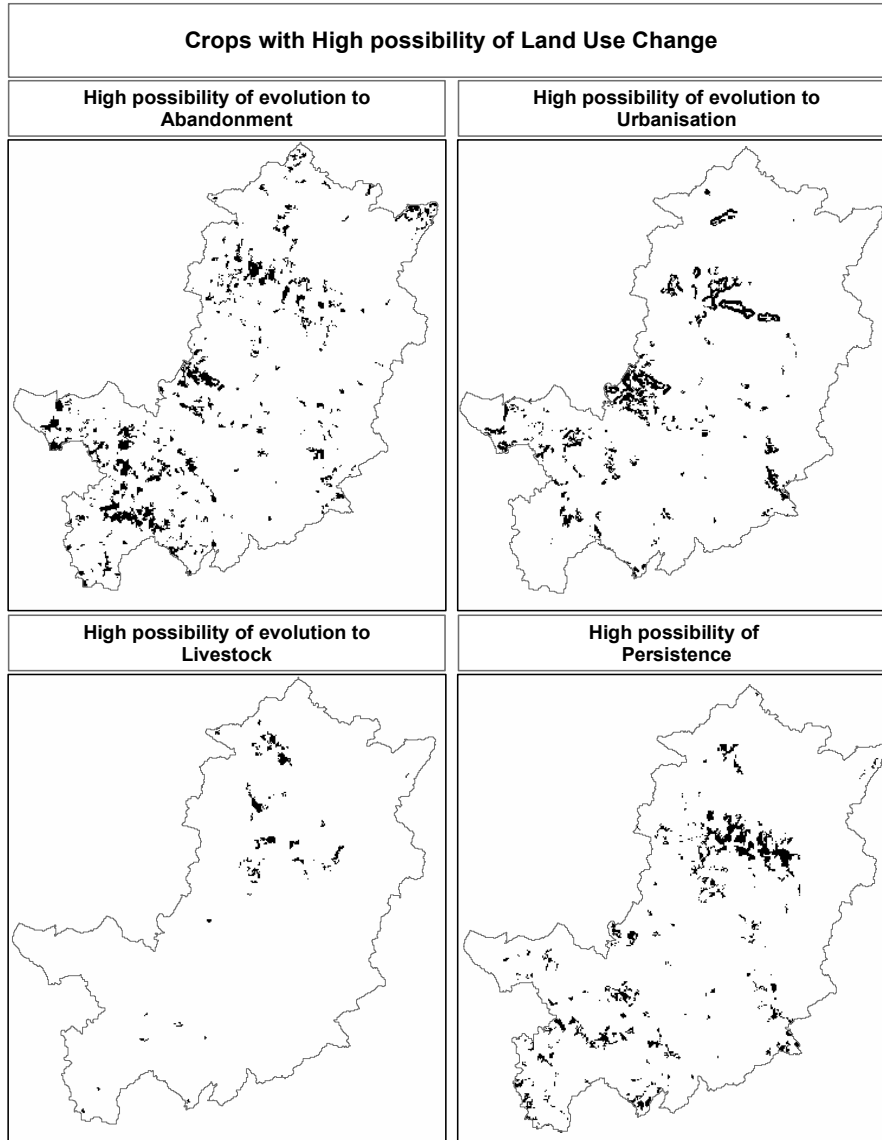 Crops with High possibility of Land Use Change
High possibility of evolution to
Abandonment
High possibility of evolution to
Urbanisation
High possibility of evolution to
Livestock
High possibility of
Persistence